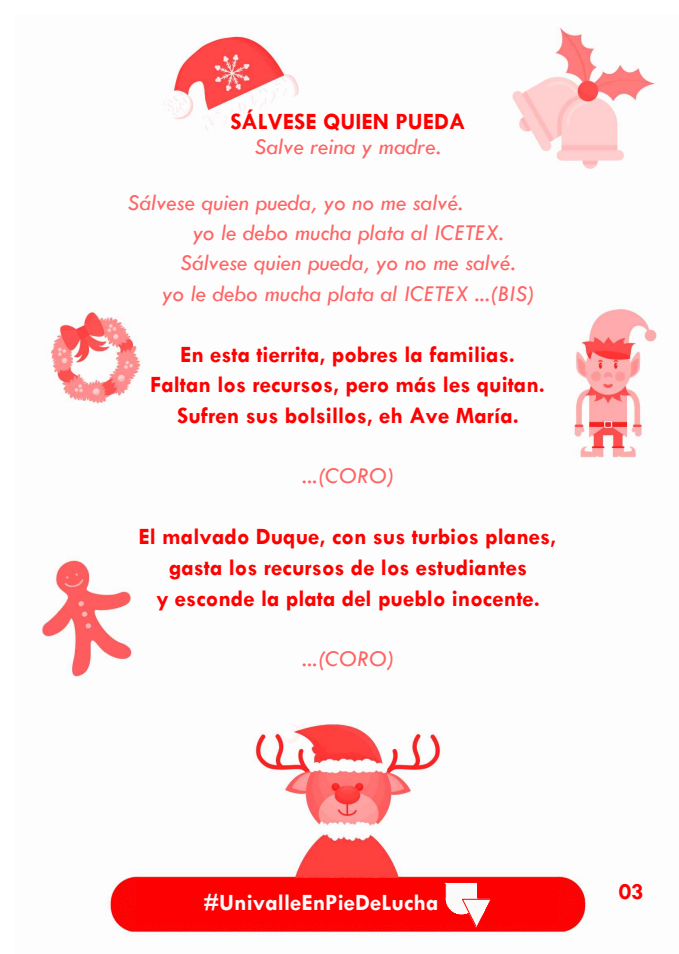 SÁLVESE QUIEN PUEDA
Salve reina y madre.
Sálvese quien pueda, yo no me salvé.
yo le debo mucha plata al ICETEX.
Sálvese quien pueda, yo no me salvé.
yo le debo mucha plata al ICETEX ...(BIS)
En esta tierrita, pobres la familias.
Faltan los recursos, pero más les quitan.
Sufren sus bolsillos, eh Ave María.
...(CORO)
El malvado Duque, con sus turbios planes,
gasta los recursos de los estudiantes
y esconde la plata del pueblo inocente.
...(CORO)
#UnivalleEnPieDeLucha
03